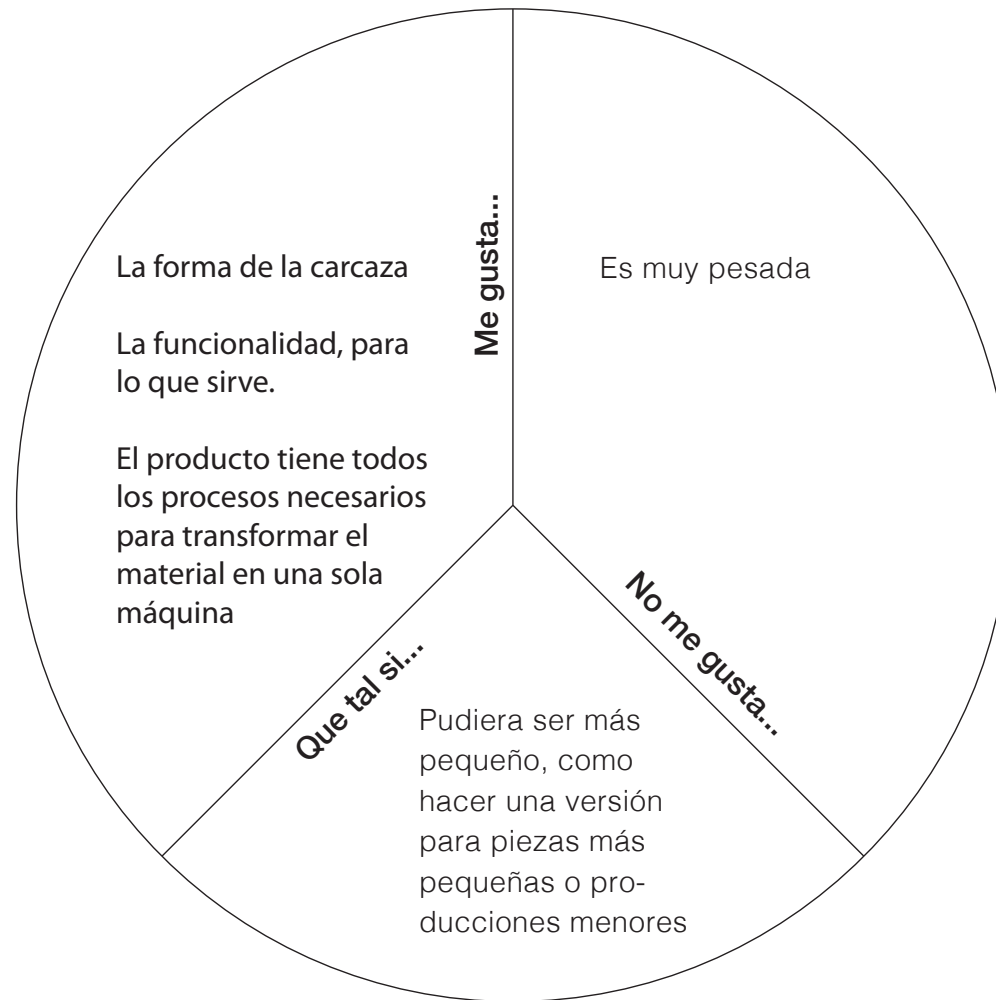 Me gusta...
La forma de la carcaza
La funcionalidad, para
lo que sirve.
El producto tiene todos
los procesos necesarios
para transformar el
material en una sola
máquina
No me gusta...
Es muy pesada
Que tal si...
Pudiera ser más
pequeño, como
hacer una versión
para piezas más
pequeñas o pro-
ducciones menores